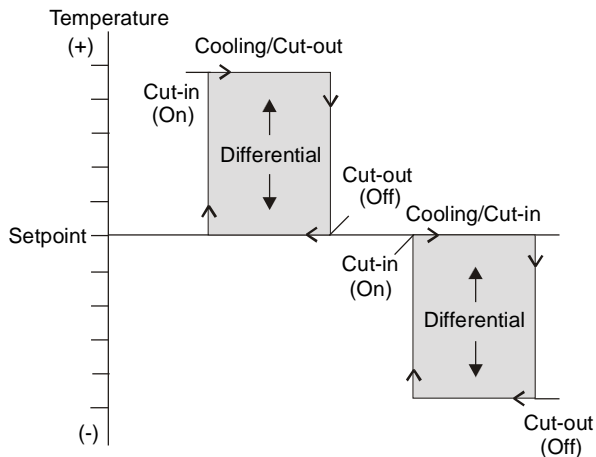 Temperature
(+)
Cooling/Cut-out
Cut-in
(On)
Differential
Cut-out
(Off)
Setpoint
Cooling/Cut-in
Cut-in
(On)
Differential
Cut-out
(Off)
(-)